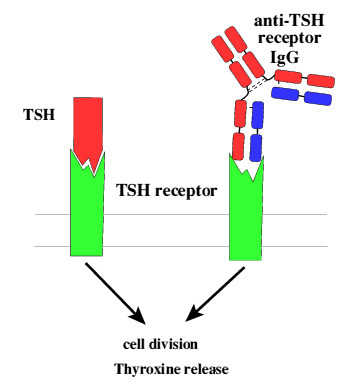 anti-TSH
receptor
IgG
TSH
TSH receptor
cell division
Thyroxine release